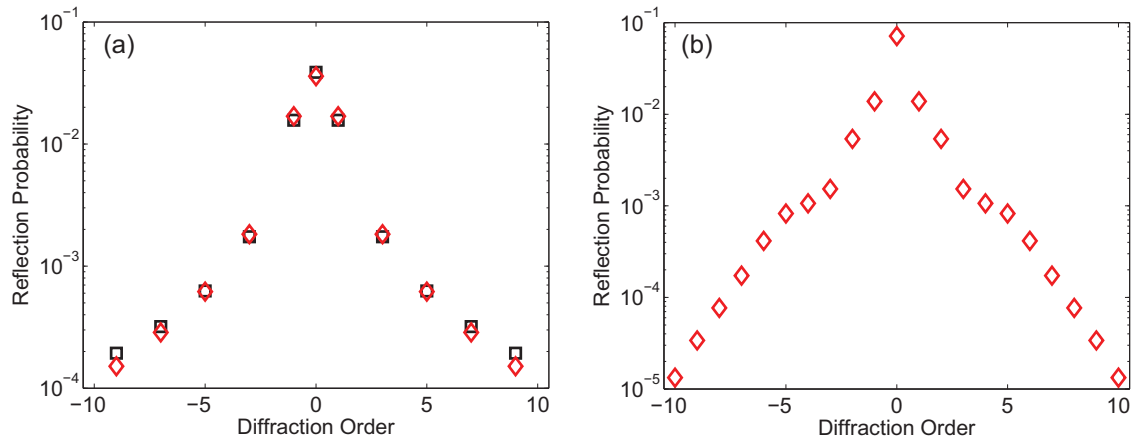 (a)
Reflection Probability
10⁻¹
10⁻²
10⁻³
10⁻⁴
−10 −5 0 5 10
Diffraction Order
(b)
Reflection Probability
10⁻¹
10⁻²
10⁻³
10⁻⁴
10⁻⁵
−10 −5 0 5 10
Diffraction Order